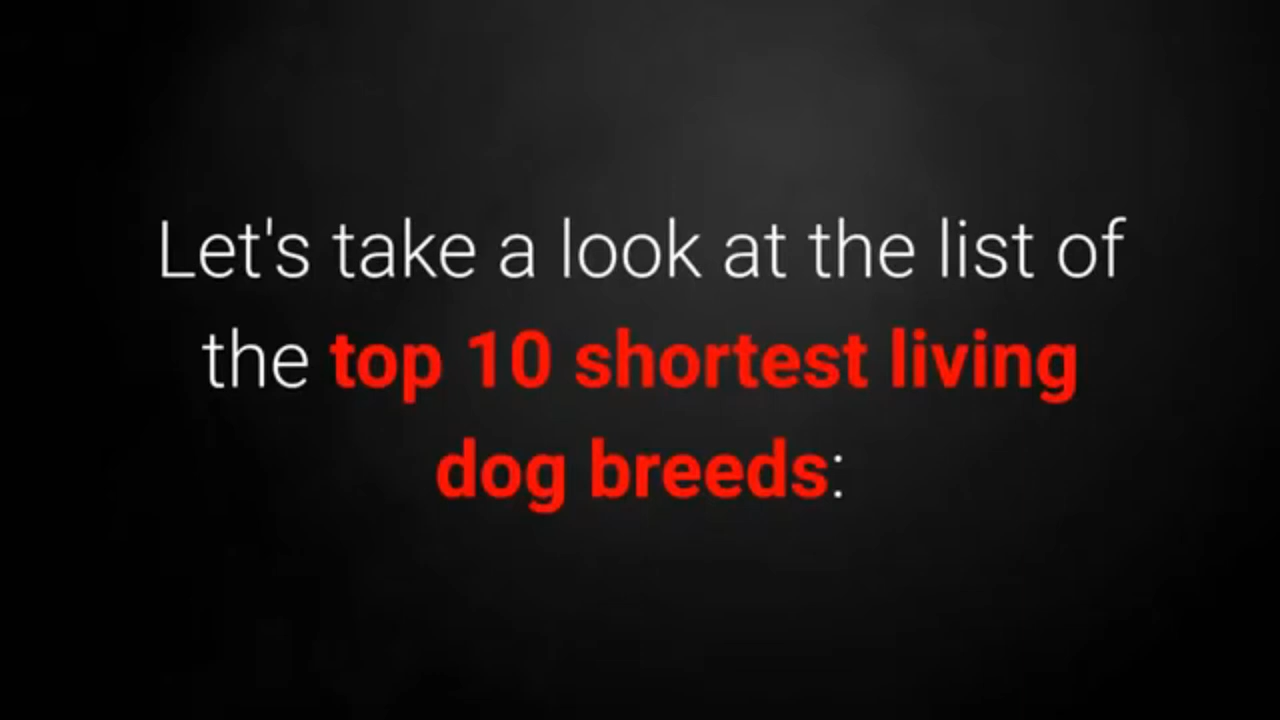 Let's take a look at the list of
the top 10 shortest living
dog breeds: